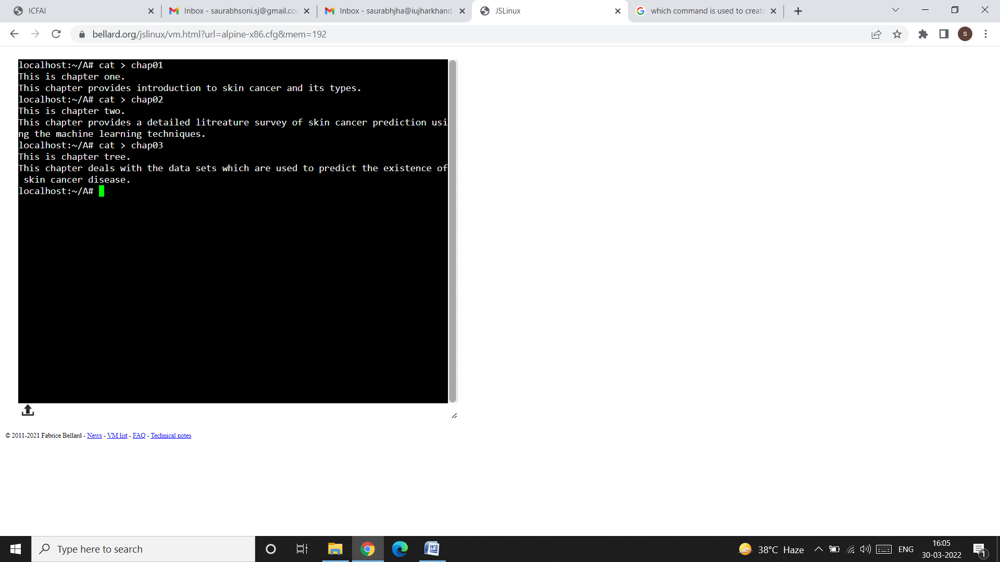 ICFAI
Inbox - saurabhsoni.sj@gmail.co
Inbox - saurabhjha@iujharkhand.
JSLinux
which command is used to create
bellard.org/jslinux/vm.html?url=alpine-x86.cfg&mem=192
S
localhost:~/A# cat > chap01
This is chapter one.
This chapter provides introduction to skin cancer and its types.
localhost:~/A# cat > chap02
This is chapter two.
This chapter provides a detailed litreature survey of skin cancer prediction usi
ng the machine learning techniques.
localhost:~/A# cat > chap03
This is chapter tree.
This chapter deals with the data sets which are used to predict the existence of
skin cancer disease.
localhost:~/A#
© 2011-2021 Fabrice Bellard - News - VM list - FAQ - Technical notes
Type here to search
38°C Haze
ENG
16:05
30-03-2022
1